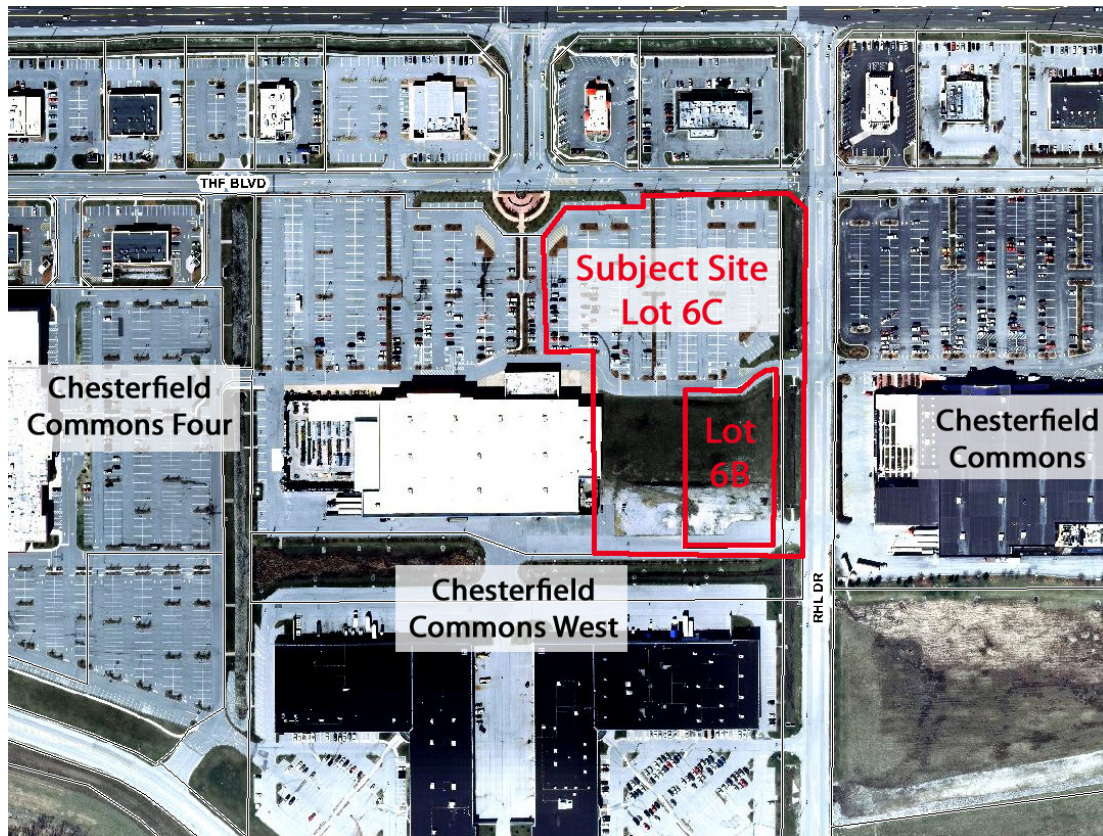 THF BLVD
Subject Site
Lot 6C
Chesterfield
Commons Four
Lot
6B
Chesterfield
Commons
Chesterfield
Commons West
RHL DR